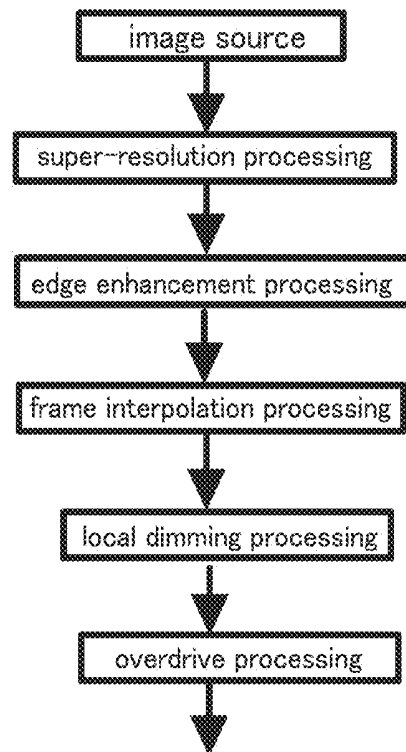 image source
super-resolution processing
edge enhancement processing
frame interpolation processing
local dimming processing
overdrive processing